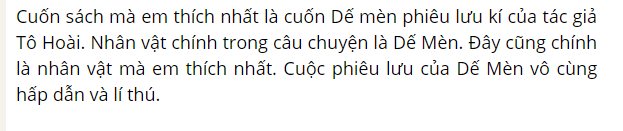 Cuốn sách mà em thích nhất là cuốn Dế mèn phiêu lưu kí của tác giả
Tô Hoài. Nhân vật chính trong câu chuyện là Dế Mèn. Đây cũng chính
là nhân vật mà em thích nhất. Cuộc phiêu lưu của Dế Mèn vô cùng
hấp dẫn và lí thú.